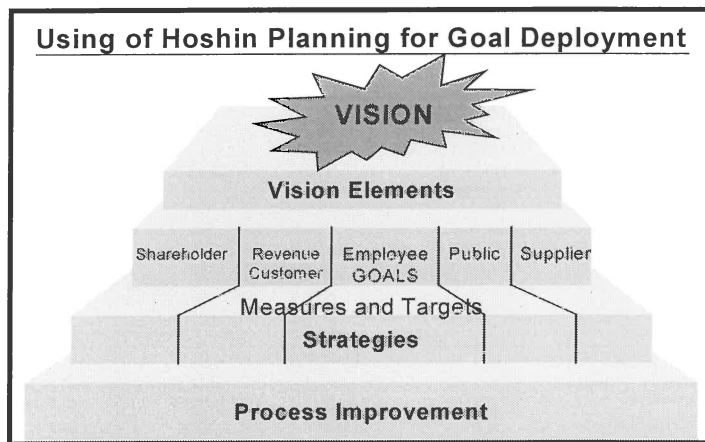 Using of Hoshin Planning for Goal Deployment
VISION
Vision Elements
Shareholder
Revenue
Customer
Employee
GOALS
Public
Supplier
Measures and Targets
Strategies
Process Improvement